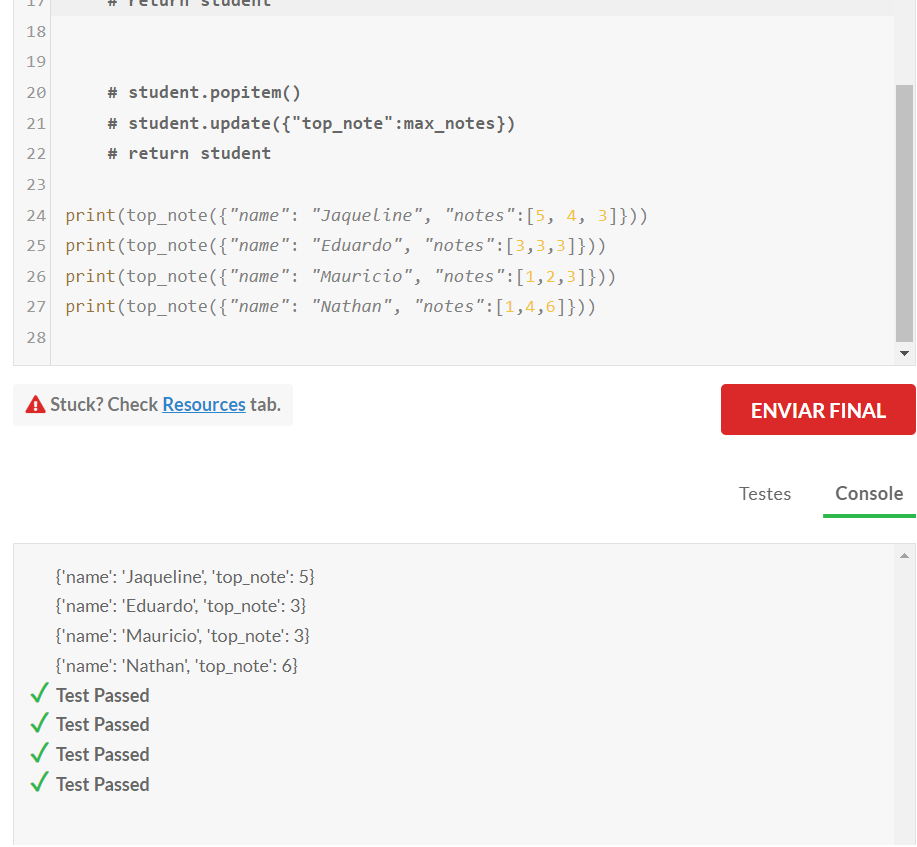 17 # return student
18
19
20 # student.popitem()
21 # student.update({"top_note":max_notes})
22 # return student
23
24 print(top_note({"name": "Jaqueline", "notes":[5, 4, 3]}))
25 print(top_note({"name": "Eduardo", "notes":[3,3,3]}))
26 print(top_note({"name": "Mauricio", "notes":[1,2,3]}))
27 print(top_note({"name": "Nathan", "notes":[1,4,6]}))
28
Stuck? Check Resources tab.
ENVIAR FINAL
Testes Console
{'name': 'Jaqueline', 'top_note': 5}
{'name': 'Eduardo', 'top_note': 3}
{'name': 'Mauricio', 'top_note': 3}
{'name': 'Nathan', 'top_note': 6}
Test Passed
Test Passed
Test Passed
Test Passed